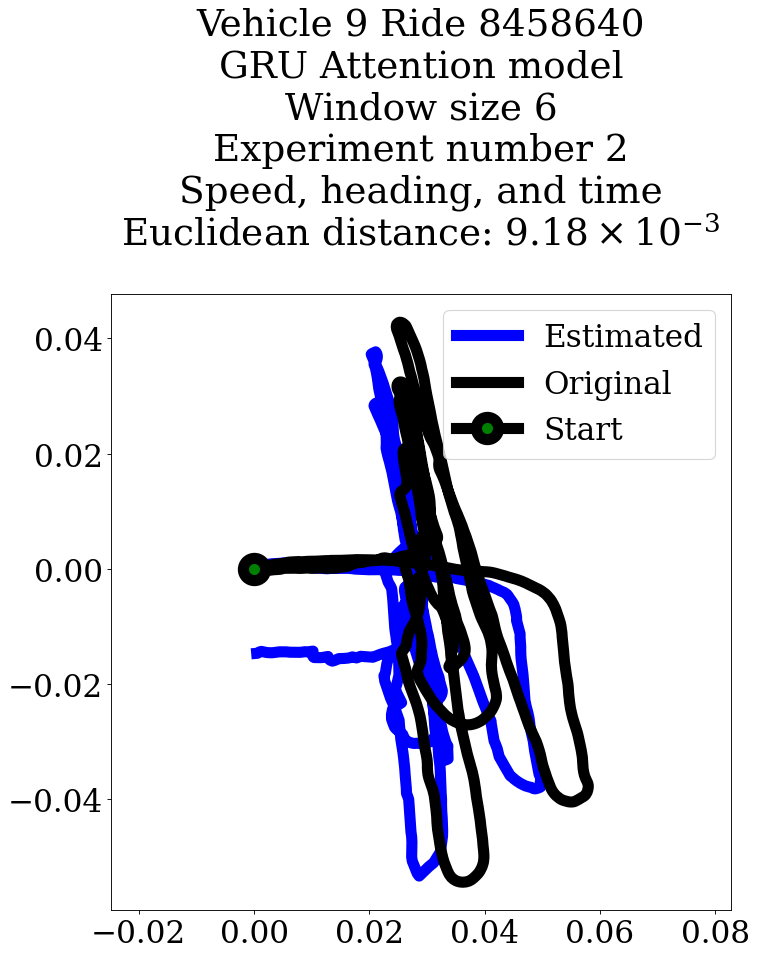 Vehicle 9 Ride 8458640
GRU Attention model
Window size 6
Experiment number 2
Speed, heading, and time
Euclidean distance: 9.18 × 10⁻³
Estimated
Original
Start
0.04
0.02
0.00
−0.02
−0.04
−0.02 0.00 0.02 0.04 0.06 0.08